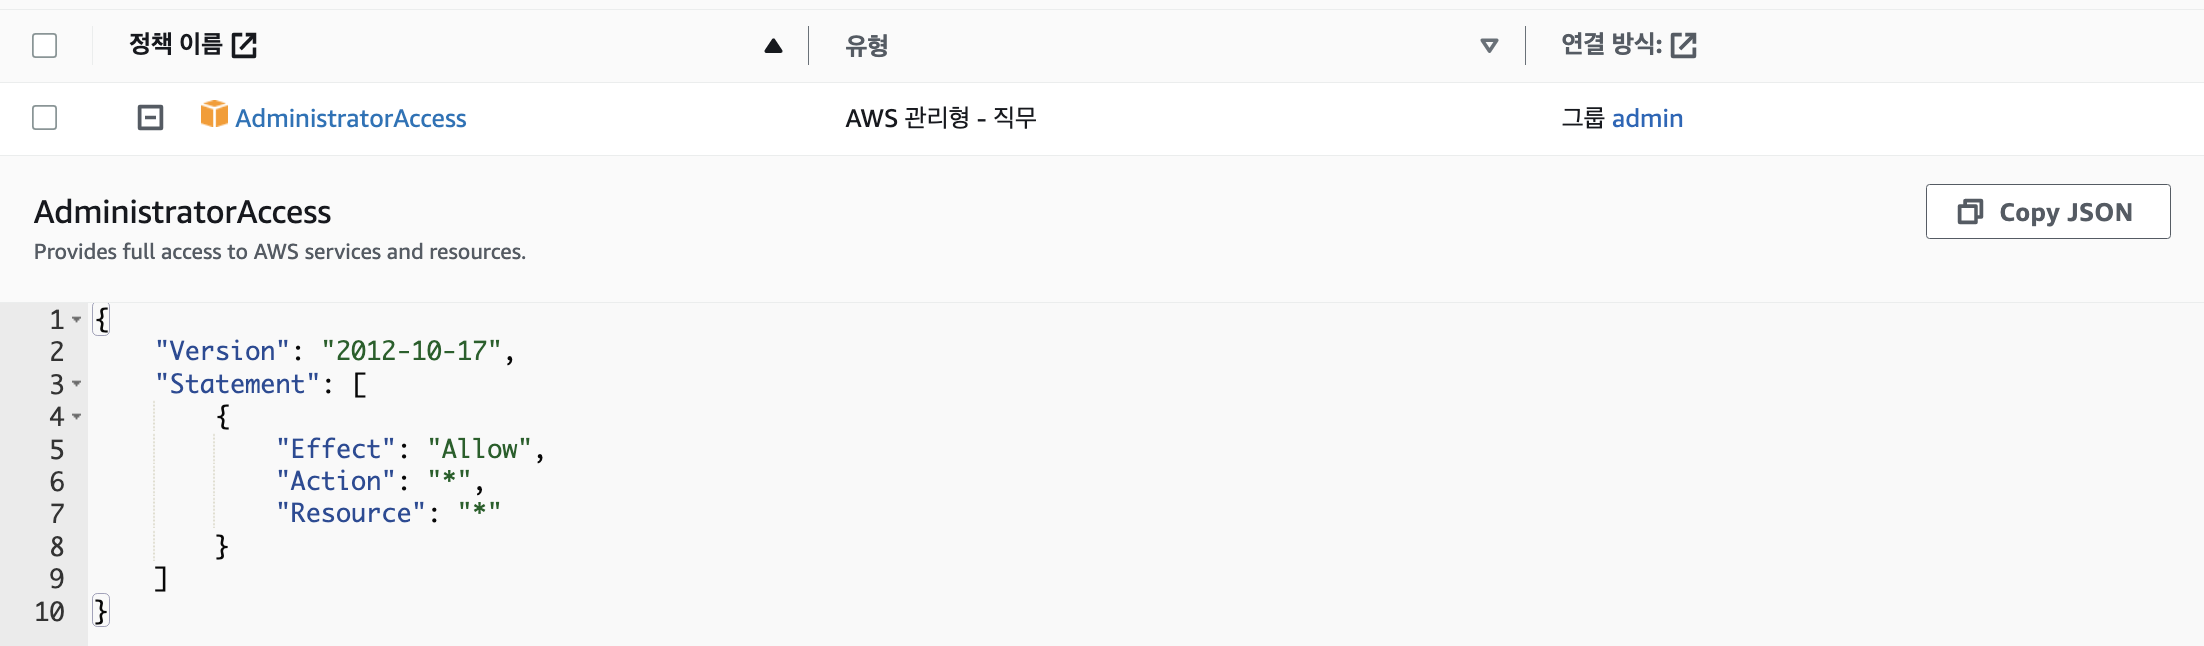 정책 이름 유형 연결 방식:
AdministratorAccess AWS 관리형 - 직무 그룹 admin
AdministratorAccess
Copy JSON
Provides full access to AWS services and resources.
1 {
2     "Version": "2012-10-17",
3     "Statement": [
4         {
5             "Effect": "Allow",
6             "Action": "*",
7             "Resource": "*"
8         }
9     ]
10 }